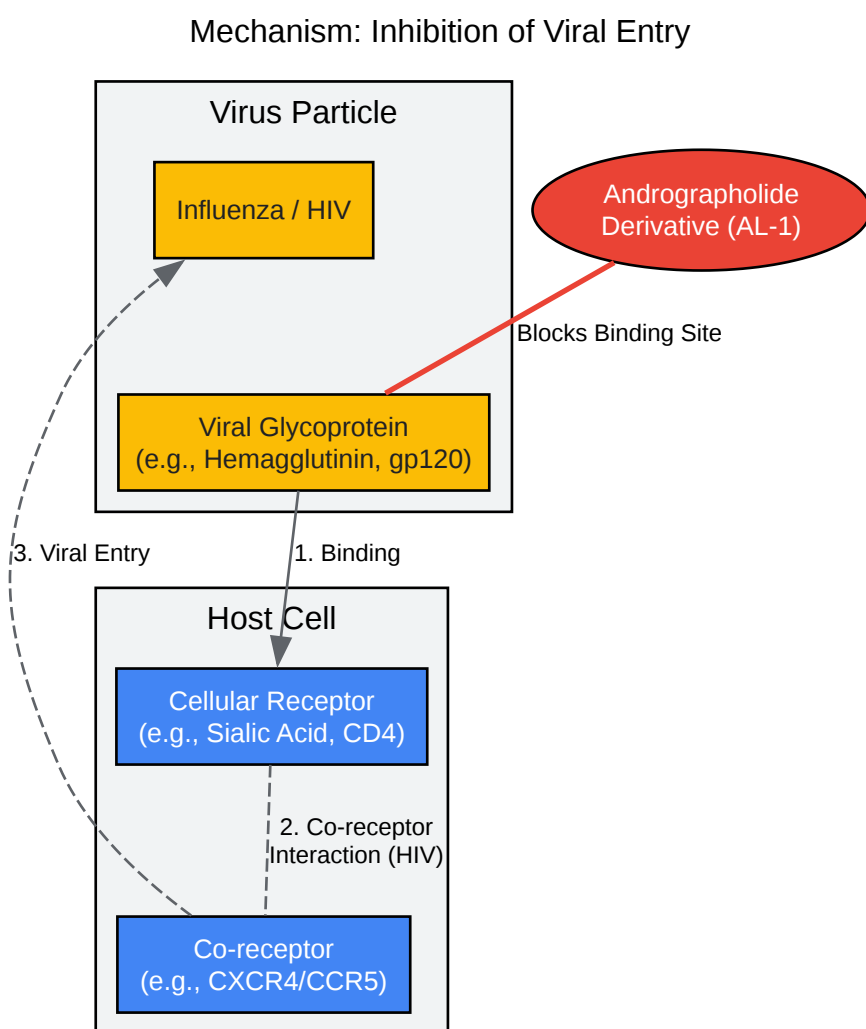 Mechanism: Inhibition of Viral Entry
Virus Particle
Influenza / HIV
Andrographolide
Derivative (AL-1)
Blocks Binding Site
Viral Glycoprotein
(e.g., Hemagglutinin, gp120)
3. Viral Entry
1. Binding
Host Cell
Cellular Receptor
(e.g., Sialic Acid, CD4)
2. Co-receptor
Interaction (HIV)
Co-receptor
(e.g., CXCR4/CCR5)